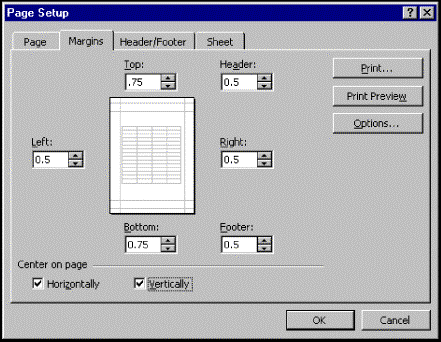 Page Setup
Page Margins Header/Footer Sheet
Top: Header:
.75 0.5
Print...
Print Preview
Options...
Left: Right:
0.5 0.5
Bottom: Footer:
0.75 0.5
Center on page
Horizontally Vertically
OK Cancel